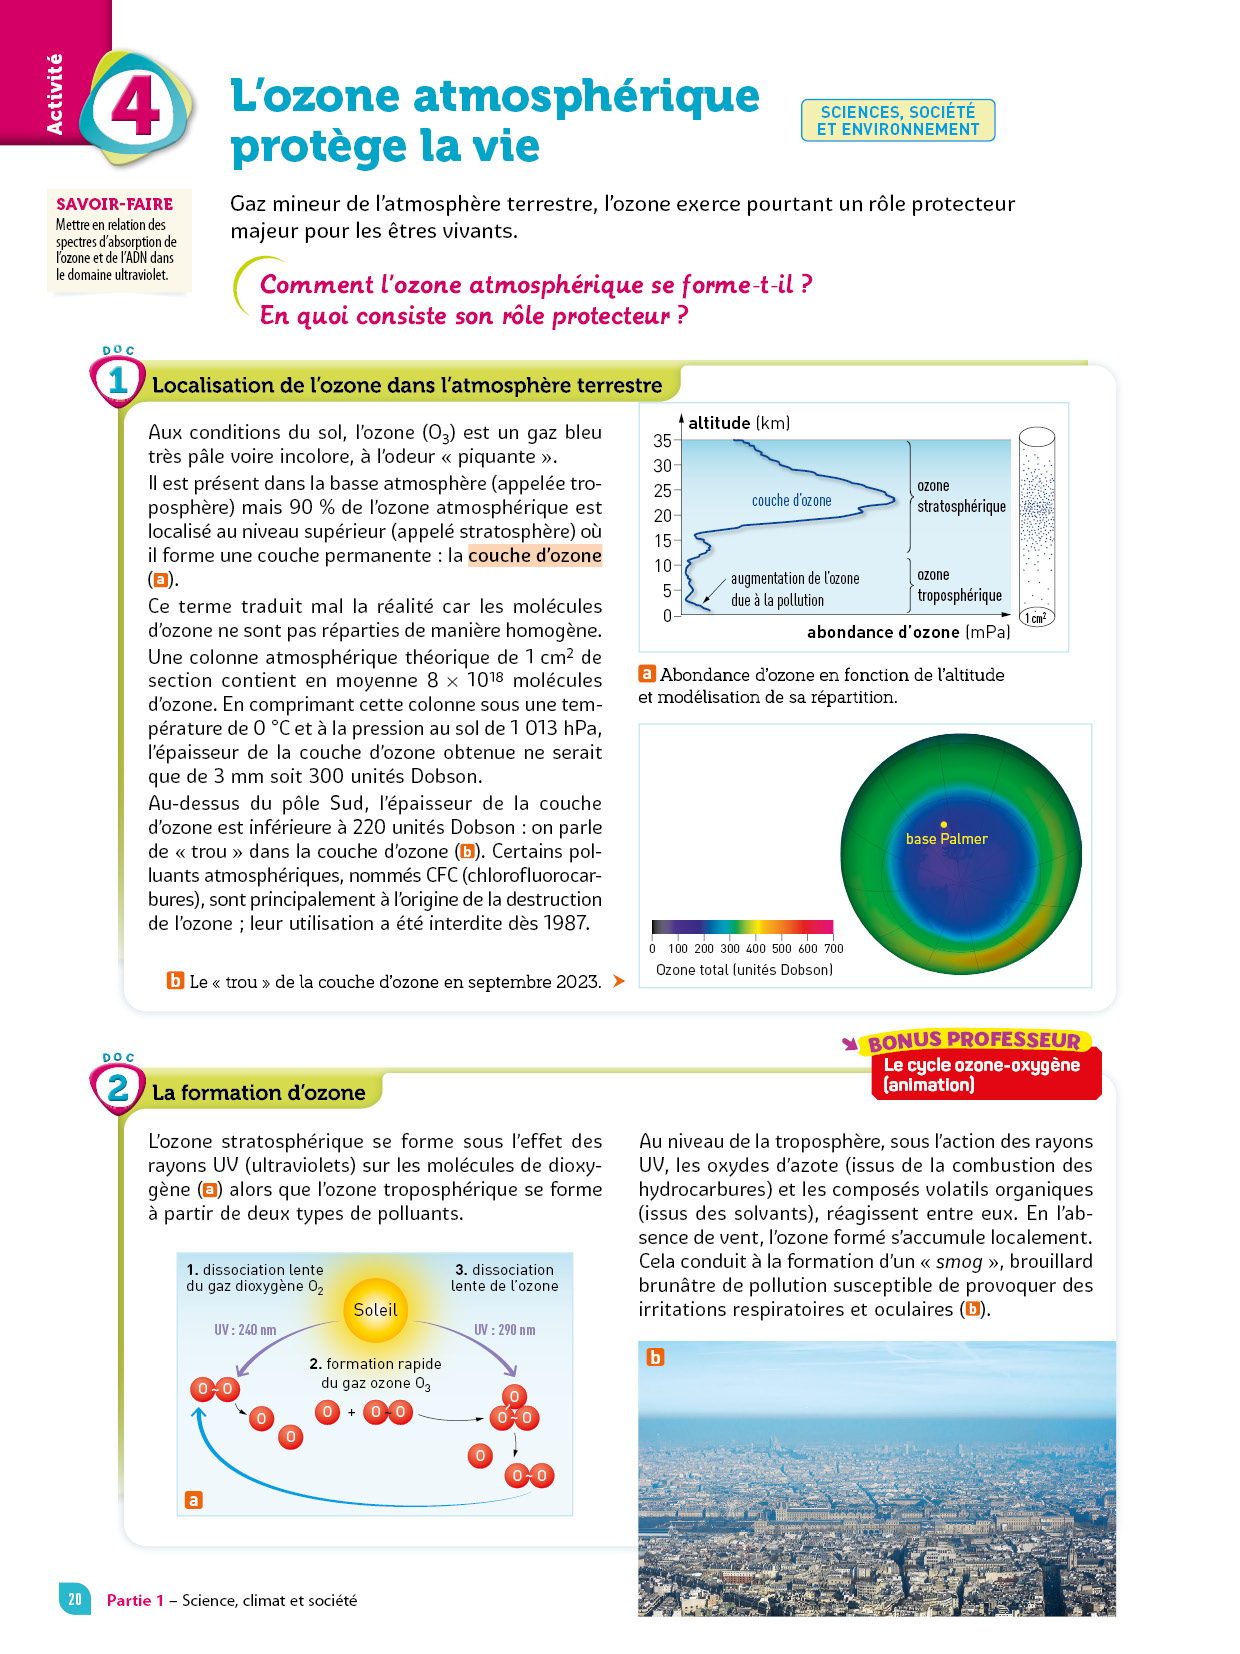 Activité
4
L'ozone atmosphérique
protège la vie
SCIENCES, SOCIÉTÉ
ET ENVIRONNEMENT
SAVOIR-FAIRE
Mettre en relation des
spectres d'absorption de
l'ozone et de l'ADN dans
le domaine ultraviolet.
Gaz mineur de l'atmosphère terrestre, l'ozone exerce pourtant un rôle protecteur
majeur pour les êtres vivants.
Comment l'ozone atmosphérique se forme-t-il ?
En quoi consiste son rôle protecteur ?
DOC
1
Localisation de l'ozone dans l'atmosphère terrestre
Aux conditions du sol, l'ozone (O₃) est un gaz bleu
très pâle voire incolore, à l'odeur « piquante ».
Il est présent dans la basse atmosphère (appelée tro-
posphère) mais 90 % de l'ozone atmosphérique est
localisé au niveau supérieur (appelé stratosphère) où
il forme une couche permanente : la couche d'ozone
(a).
Ce terme traduit mal la réalité car les molécules
d'ozone ne sont pas réparties de manière homogène.
Une colonne atmosphérique théorique de 1 cm² de
section contient en moyenne 8 × 10¹⁸ molécules
d'ozone. En comprimant cette colonne sous une tem-
pérature de 0 °C et à la pression au sol de 1 013 hPa,
l'épaisseur de la couche d'ozone obtenue ne serait
que de 3 mm soit 300 unités Dobson.
Au-dessus du pôle Sud, l'épaisseur de la couche
d'ozone est inférieure à 220 unités Dobson : on parle
de « trou » dans la couche d'ozone (b). Certains pol-
luants atmosphériques, nommés CFC (chlorofluorocar-
bures), sont principalement à l'origine de la destruction
de l'ozone ; leur utilisation a été interdite dès 1987.
b Le « trou » de la couche d'ozone en septembre 2023.
altitude (km)
35
30
25
20
15
10
5
0
couche d'ozone
ozone
stratosphérique
augmentation de l'ozone
due à la pollution
ozone
troposphérique
1 cm²
abondance d'ozone (mPa)
a Abondance d'ozone en fonction de l'altitude
et modélisation de sa répartition.
base Palmer
0 100 200 300 400 500 600 700
Ozone total (unités Dobson)
BONUS PROFESSEUR
Le cycle ozone-oxygène
(animation)
DOC
2
La formation d'ozone
L'ozone stratosphérique se forme sous l'effet des
rayons UV (ultraviolets) sur les molécules de dioxy-
gène (a) alors que l'ozone troposphérique se forme
à partir de deux types de polluants.
1. dissociation lente
du gaz dioxygène O₂
3. dissociation
lente de l'ozone
Soleil
UV : 240 nm
UV : 290 nm
2. formation rapide
du gaz ozone O₃
O O
O
O
O + O O
O
O O
O
O O
a
Au niveau de la troposphère, sous l'action des rayons
UV, les oxydes d'azote (issus de la combustion des
hydrocarbures) et les composés volatils organiques
(issus des solvants), réagissent entre eux. En l'ab-
sence de vent, l'ozone formé s'accumule localement.
Cela conduit à la formation d'un « smog », brouillard
brunâtre de pollution susceptible de provoquer des
irritations respiratoires et oculaires (b).
b
20
Partie 1 – Science, climat et société